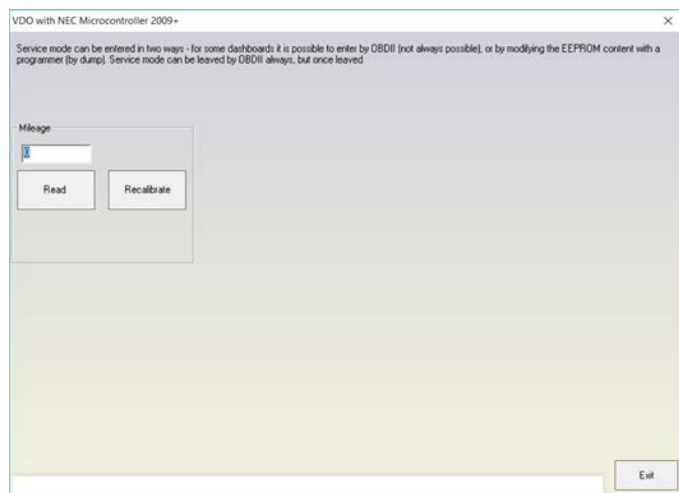 VDO with NEC Microcontroller 2009+
Service mode can be entered in two ways - for some dashboards it is possible to enter by OBDII (not always possible), or by modifying the EEPROM content with a
programmer (by dump). Service mode can be leaved by OBDII always, but once leaved
Mileage
0
Read Recalibrate
Exit